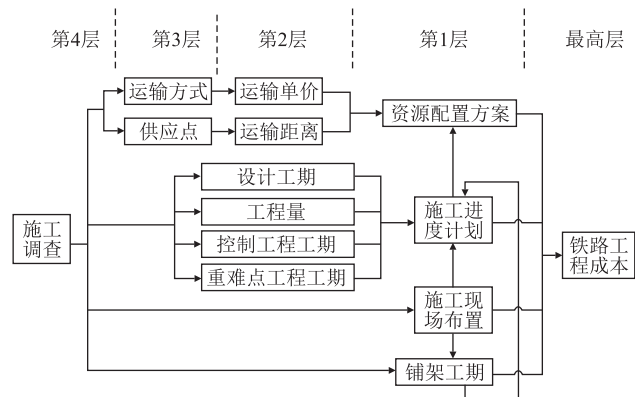 第4层 第3层 第2层 第1层 最高层
运输方式 运输单价
资源配置方案
供应点 运输距离
设计工期
工程量
控制工程工期
重难点工程工期
施工
调查
施工进
度计划
铁路工
程成本
施工现
场布置
铺架工期